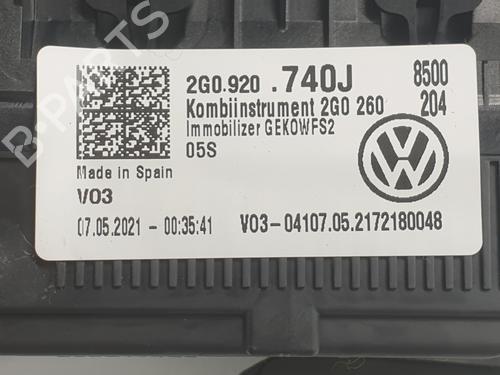 2G0.920 .740J 8500
Kombiinstrument 2G0 260 204
Immobilizer GEKOWFS2
05S
Made in Spain
V03
07.05.2021 - 00:35:41 V03-04107.05.2172180048
B-PARTS